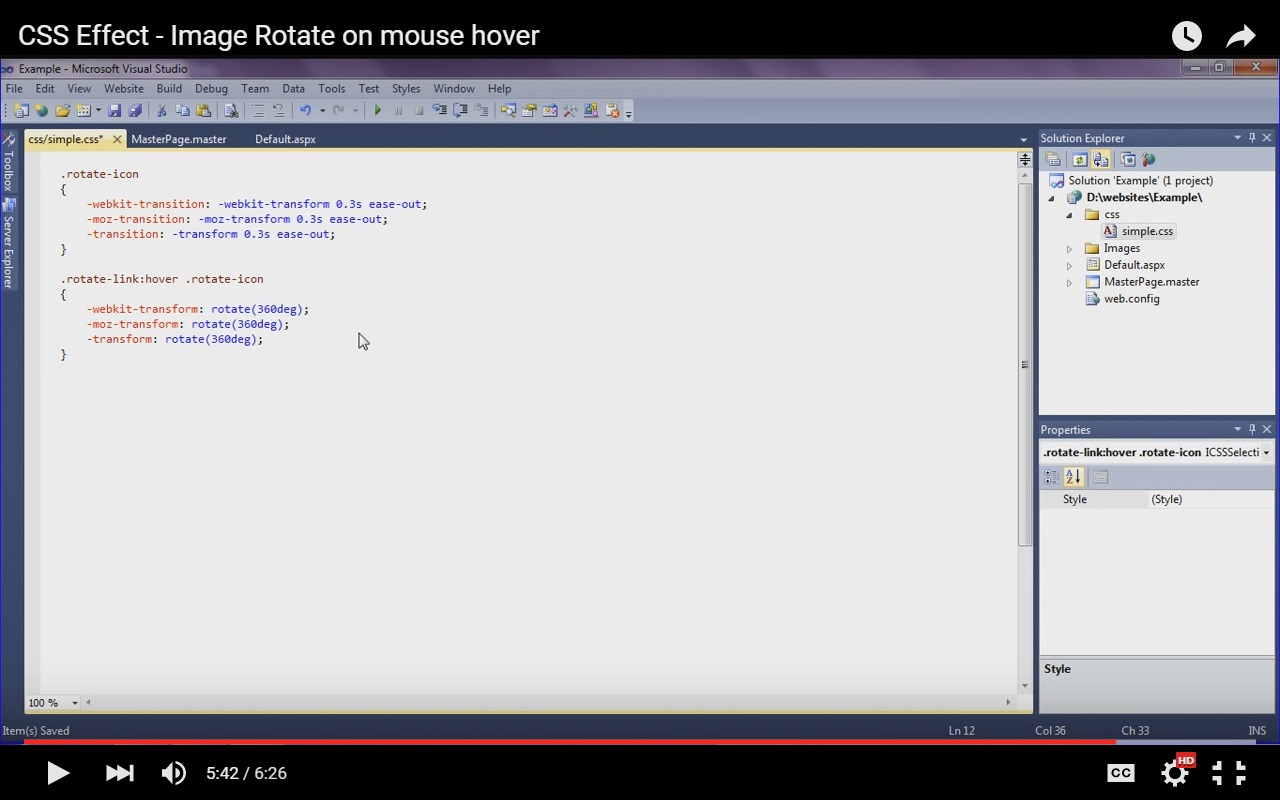 CSS Effect - Image Rotate on mouse hover
Example - Microsoft Visual Studio
File Edit View Website Build Debug Team Data Tools Test Styles Window Help
css/simple.css* MasterPage.master Default.aspx
Toolbox
Server Explorer
.rotate-icon
{
-webkit-transition: -webkit-transform 0.3s ease-out;
-moz-transition: -moz-transform 0.3s ease-out;
-transition: -transform 0.3s ease-out;
}
.rotate-link:hover .rotate-icon
{
-webkit-transform: rotate(360deg);
-moz-transform: rotate(360deg);
-transform: rotate(360deg);
}
100 %
Solution Explorer
Solution 'Example' (1 project)
D:\websites\Example\
css
simple.css
Images
Default.aspx
MasterPage.master
web.config
Properties
.rotate-link:hover .rotate-icon ICSSSelecti
Style (Style)
Style
Item(s) Saved Ln 12 Col 36 Ch 33 INS
5:42 / 6:26 CC HD